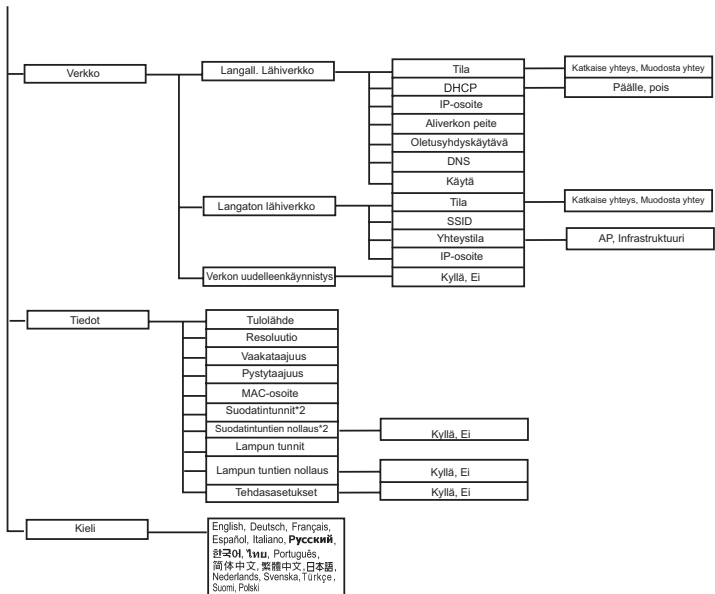 Verkko
Langall. Lähiverkko
Tila
Katkaise yhteys, Muodosta yhtey
DHCP
Päälle, pois
IP-osoite
Aliverkon peite
Oletusyhdyskäytävä
DNS
Käytä
Langaton lähiverkko
Tila
Katkaise yhteys, Muodosta yhtey
SSID
Yhteystila
AP, Infrastruktuuri
IP-osoite
Verkon uudelleenkäynnistys
Kyllä, Ei
Tiedot
Tulolähde
Resoluutio
Vaakataajuus
Pystytaajuus
MAC-osoite
Suodatintunnit*2
Suodatintuntien nollaus*2
Kyllä, Ei
Lampun tunnit
Lampun tuntien nollaus
Kyllä, Ei
Tehdasasetukset
Kyllä, Ei
Kieli
English, Deutsch, Français,
Español, Italiano, Русский,
한국어, ไทย, Português,
简体中文, 繁體中文, 日本語,
Nederlands, Svenska, Türkçe,
Suomi, Polski